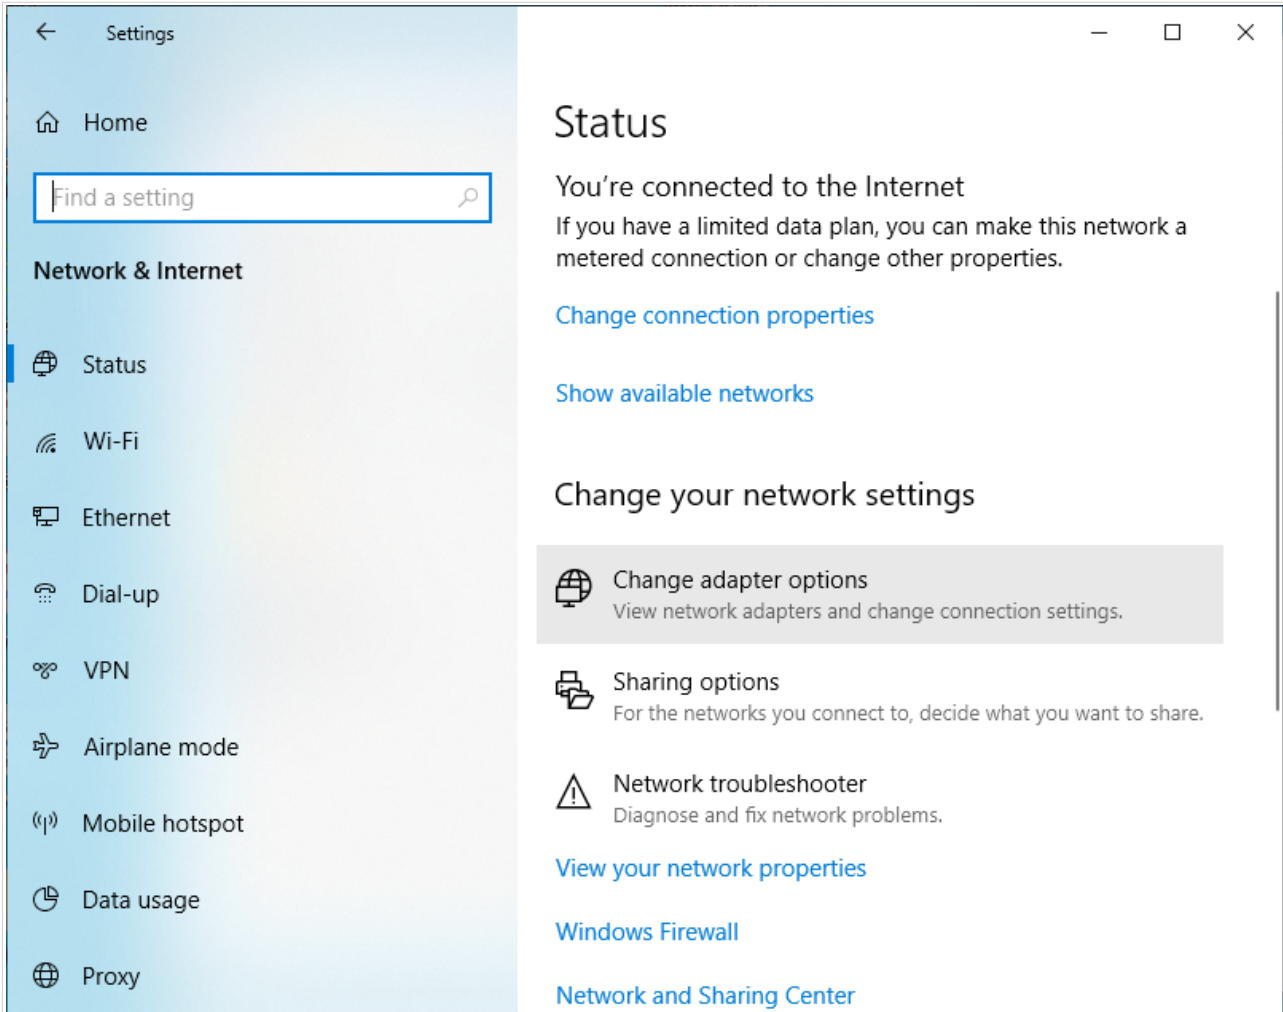 Settings
Home
Find a setting
Network & Internet
Status
Wi-Fi
Ethernet
Dial-up
VPN
Airplane mode
Mobile hotspot
Data usage
Proxy
Status
You're connected to the Internet
If you have a limited data plan, you can make this network a
metered connection or change other properties.
Change connection properties
Show available networks
Change your network settings
Change adapter options
View network adapters and change connection settings.
Sharing options
For the networks you connect to, decide what you want to share.
Network troubleshooter
Diagnose and fix network problems.
View your network properties
Windows Firewall
Network and Sharing Center